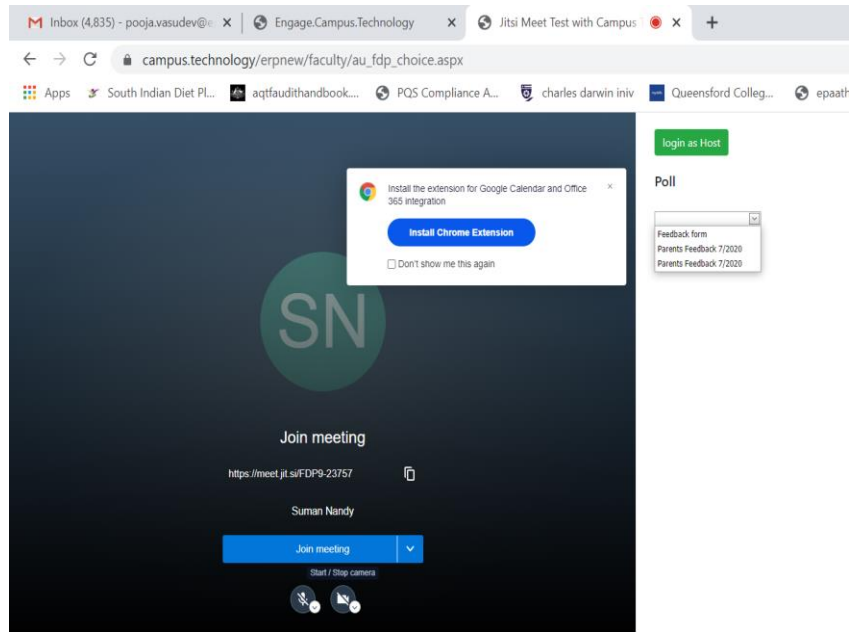 Inbox (4,835) - pooja.vasudev@e
Engage.Campus.Technology
Jitsi Meet Test with Campus
campus.technology/erpnew/faculty/au_fdp_choice.aspx
Apps
South Indian Diet Pl...
aqtfaudithandbook....
PQS Compliance A...
charles darwin iniv
Queensford Colleg...
epaath
login as Host
Poll
Feedback form
Parents Feedback 7/2020
Parents Feedback 7/2020
Install the extension for Google Calendar and Office
365 integration
Install Chrome Extension
Don't show me this again
SN
Join meeting
https://meet.jit.si/FDP9-23757
Suman Nandy
Join meeting
Start / Stop camera